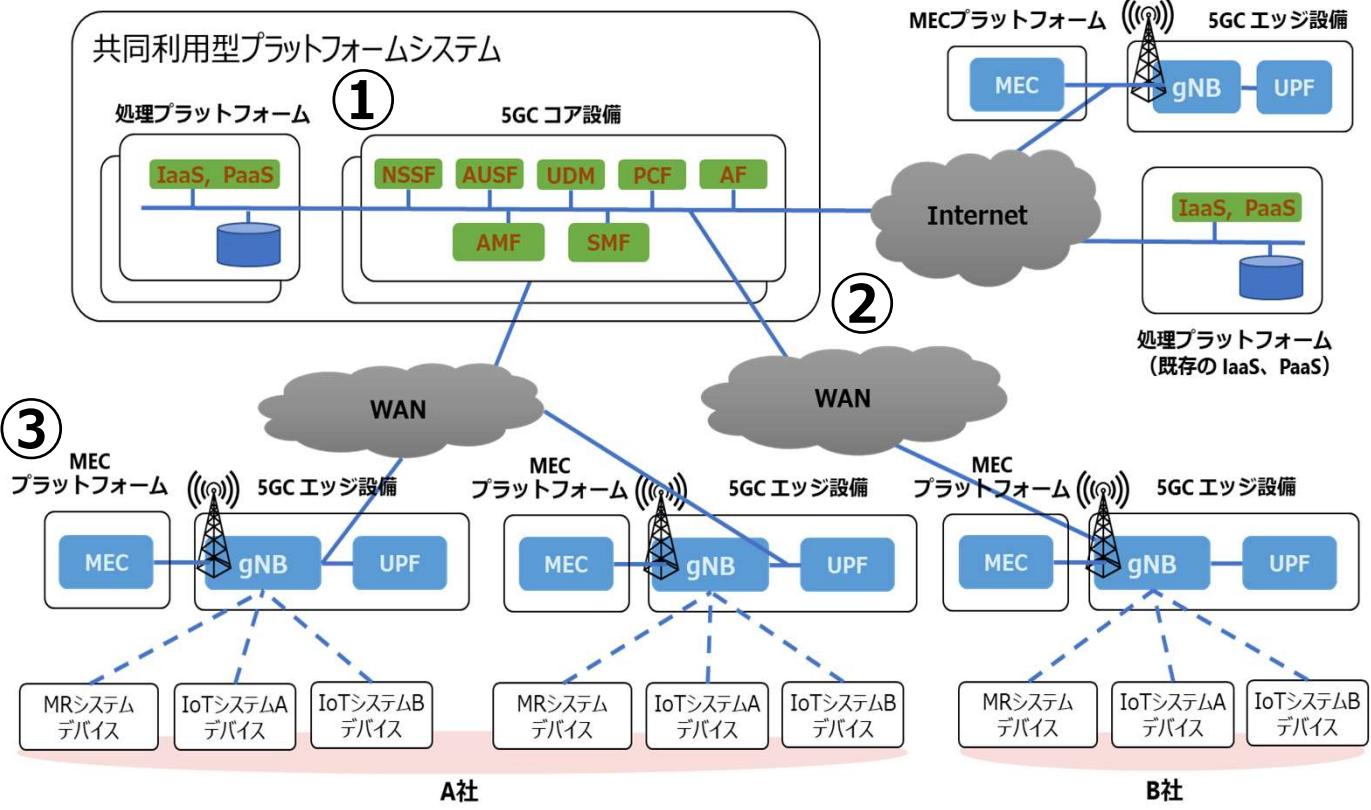 共同利用型プラットフォームシステム
①
処理プラットフォーム
5GC コア設備
IaaS, PaaS
NSSF
AUSF
UDM
PCF
AF
AMF
SMF
MECプラットフォーム
5GC エッジ設備
MEC
gNB
UPF
Internet
IaaS, PaaS
処理プラットフォーム
（既存の IaaS、PaaS）
②
WAN
WAN
③
MEC
プラットフォーム
5GC エッジ設備
MEC
gNB
UPF
MEC
プラットフォーム
5GC エッジ設備
MEC
gNB
UPF
MEC
プラットフォーム
5GC エッジ設備
MEC
gNB
UPF
MRシステム
デバイス
IoTシステムA
デバイス
IoTシステムB
デバイス
MRシステム
デバイス
IoTシステムA
デバイス
IoTシステムB
デバイス
MRシステム
デバイス
IoTシステムA
デバイス
IoTシステムB
デバイス
A社
B社